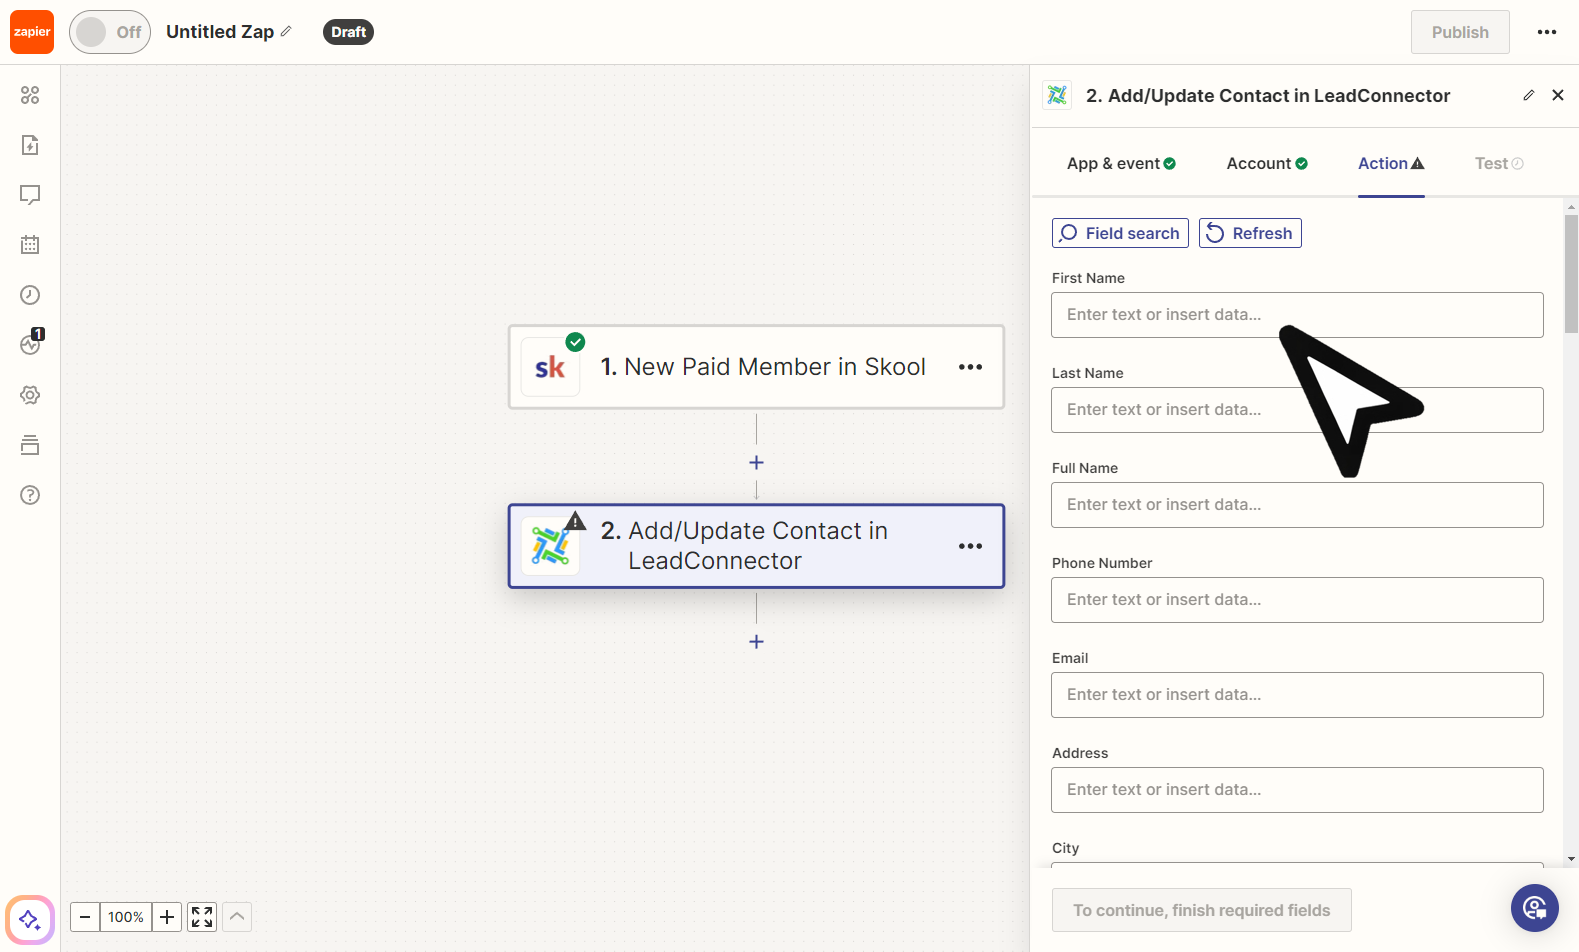 zapier
Off
Untitled Zap
Draft
Publish
1
sk
1. New Paid Member in Skool
2. Add/Update Contact in
LeadConnector
100%
2. Add/Update Contact in LeadConnector
App & event
Account
Action
Test
Field search
Refresh
First Name
Enter text or insert data...
Last Name
Enter text or insert data...
Full Name
Enter text or insert data...
Phone Number
Enter text or insert data...
Email
Enter text or insert data...
Address
Enter text or insert data...
City
To continue, finish required fields